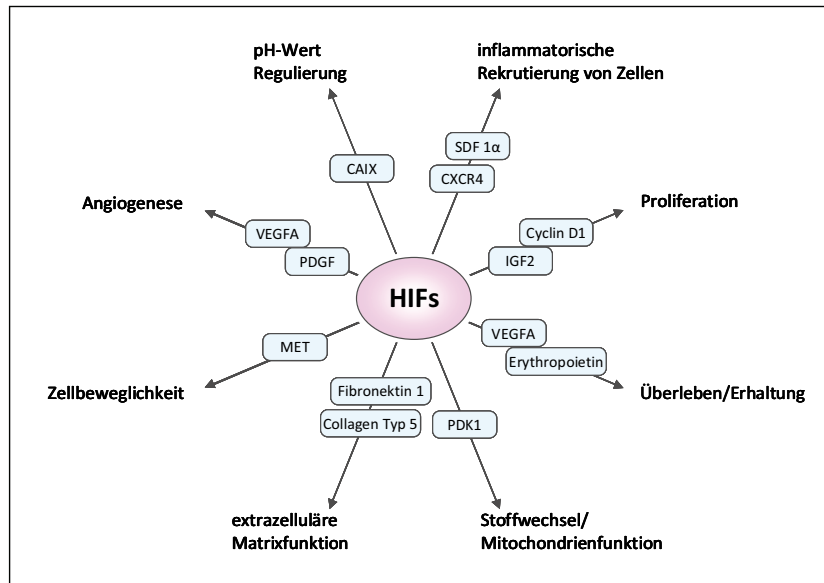 pH-Wert
Regulierung
inflammatorische
Rekrutierung von Zellen
SDF 1α
CAIX
CXCR4
Angiogenese
Proliferation
VEGFA
Cyclin D1
PDGF
IGF2
HIFs
VEGFA
MET
Erythropoietin
Zellbeweglichkeit
Fibronektin 1
Überleben/Erhaltung
Collagen Typ 5
PDK1
extrazelluläre
Matrixfunktion
Stoffwechsel/
Mitochondrienfunktion